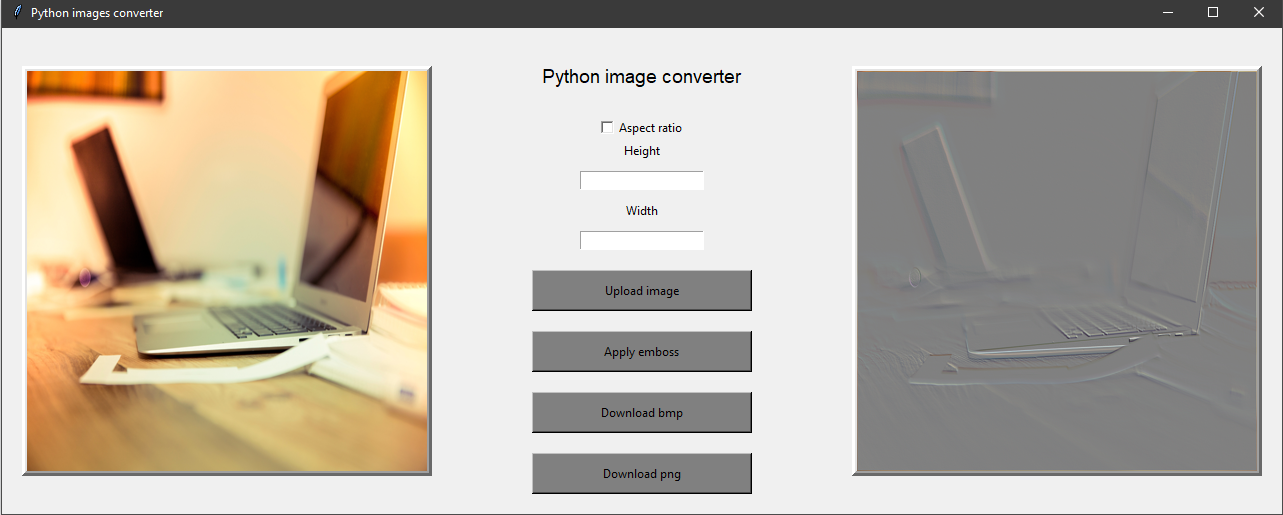 Python images converter
Python image converter
Aspect ratio
Height
Width
Upload image
Apply emboss
Download bmp
Download png